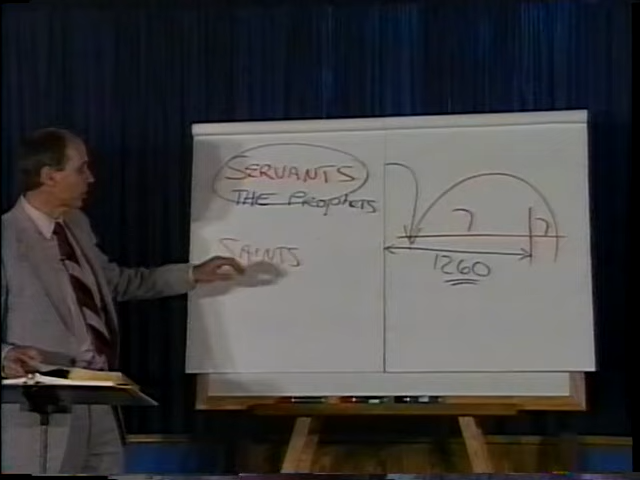 SERVANTS
THE Prophets
SAINTS
7 7
1260